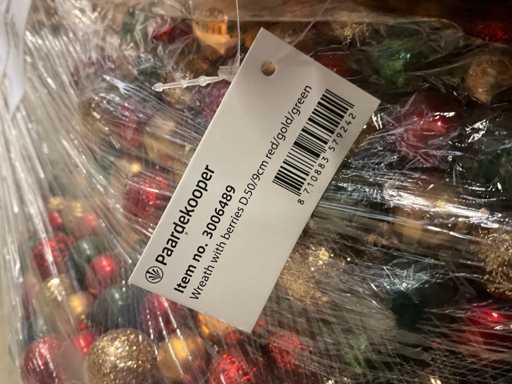 Paardekooper
Item no. 3006489
Wreath with berries D.50/9cm red/gold/green
8 710883 579242